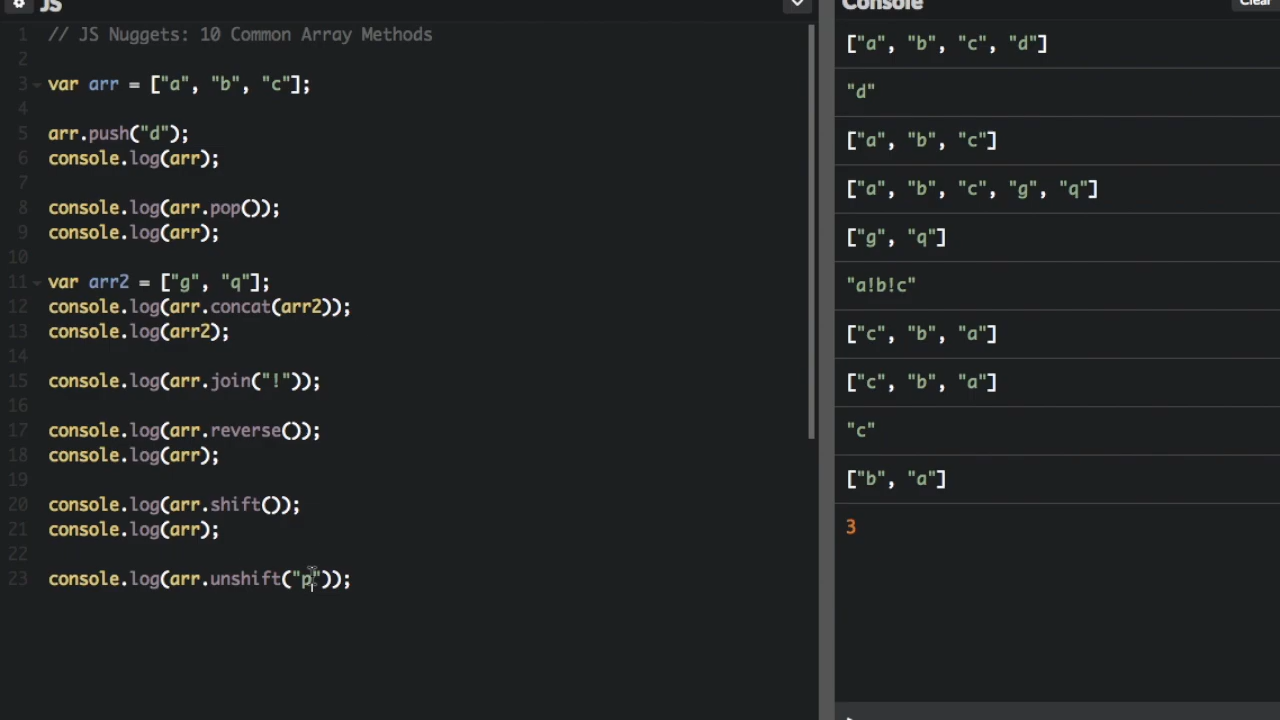 JS
1 // JS Nuggets: 10 Common Array Methods
2
3 var arr = ["a", "b", "c"];
4
5 arr.push("d");
6 console.log(arr);
7
8 console.log(arr.pop());
9 console.log(arr);
10
11 var arr2 = ["g", "q"];
12 console.log(arr.concat(arr2));
13 console.log(arr2);
14
15 console.log(arr.join("!"));
16
17 console.log(arr.reverse());
18 console.log(arr);
19
20 console.log(arr.shift());
21 console.log(arr);
22
23 console.log(arr.unshift("p"));
Console
Clear
["a", "b", "c", "d"]
"d"
["a", "b", "c"]
["a", "b", "c", "g", "q"]
["g", "q"]
"a!b!c"
["c", "b", "a"]
["c", "b", "a"]
"c"
["b", "a"]
3